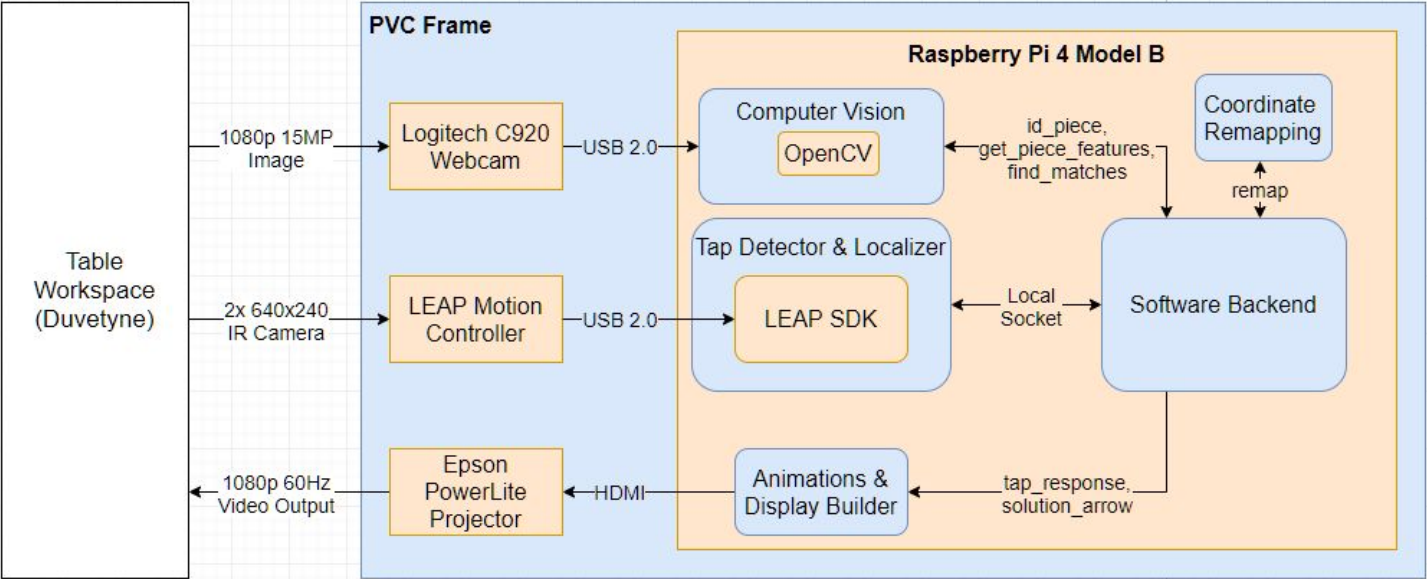 PVC Frame
Raspberry Pi 4 Model B
Table
Workspace
(Duvetyne)
1080p 15MP
Image
Logitech C920
Webcam
USB 2.0
Computer Vision
OpenCV
id_piece,
get_piece_features,
find_matches
Coordinate
Remapping
remap
2x 640x240
IR Camera
LEAP Motion
Controller
USB 2.0
Tap Detector & Localizer
LEAP SDK
Local
Socket
Software Backend
1080p 60Hz
Video Output
Epson
PowerLite
Projector
HDMI
Animations &
Display Builder
tap_response,
solution_arrow